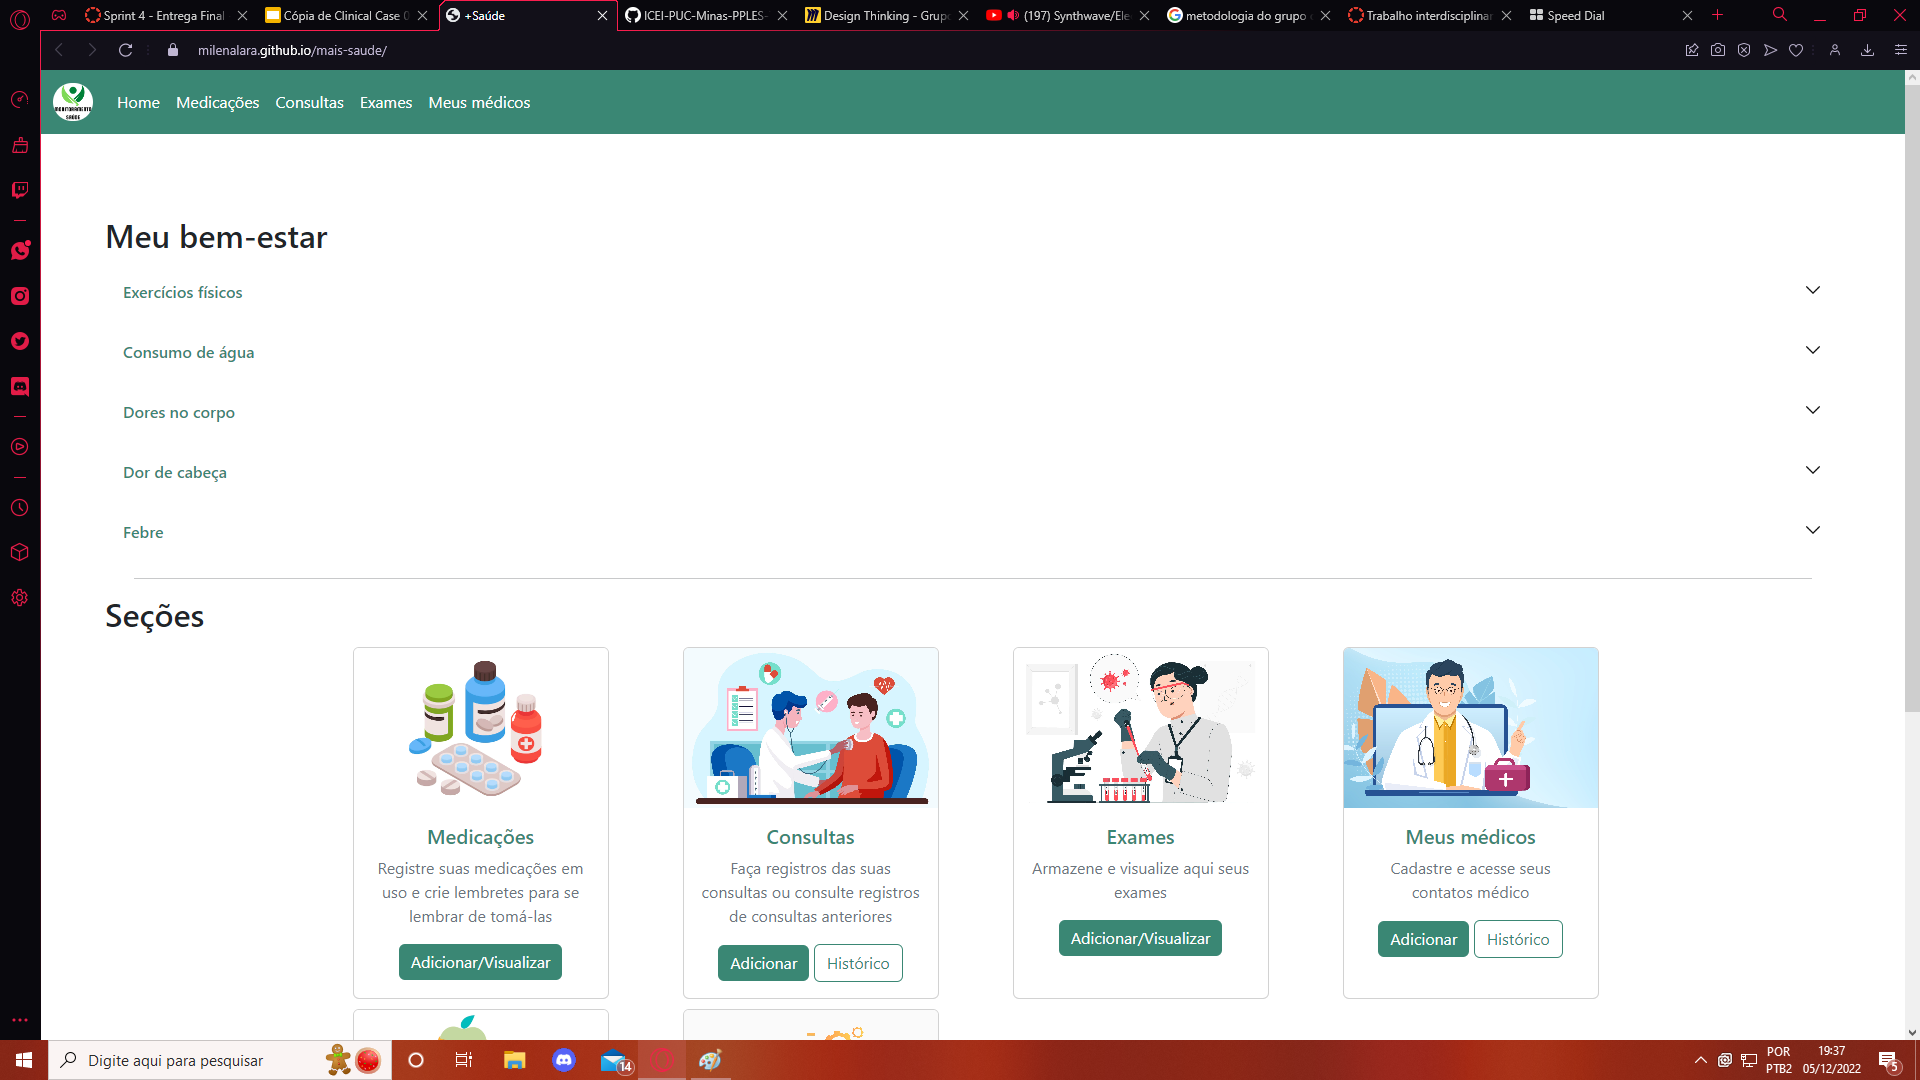 Sprint 4 - Entrega Final
Cópia de Clinical Case 0
+Saúde
ICEI-PUC-Minas-PPLES-
Design Thinking - Grupo
(197) Synthwave/Ele
metodologia do grupo
Trabalho interdisciplinar
Speed Dial
milenalara.github.io/mais-saude/
MONITORAMENTO
SAÚDE
Home
Medicações
Consultas
Exames
Meus médicos
Meu bem-estar
Exercícios físicos
Consumo de água
Dores no corpo
Dor de cabeça
Febre
Seções
Medicações
Registre suas medicações em
uso e crie lembretes para se
lembrar de tomá-las
Adicionar/Visualizar
Consultas
Faça registros das suas
consultas ou consulte registros
de consultas anteriores
Adicionar
Histórico
Exames
Armazene e visualize aqui seus
exames
Adicionar/Visualizar
Meus médicos
Cadastre e acesse seus
contatos médico
Adicionar
Histórico
Digite aqui para pesquisar
14
POR
PTB2
19:37
05/12/2022
5